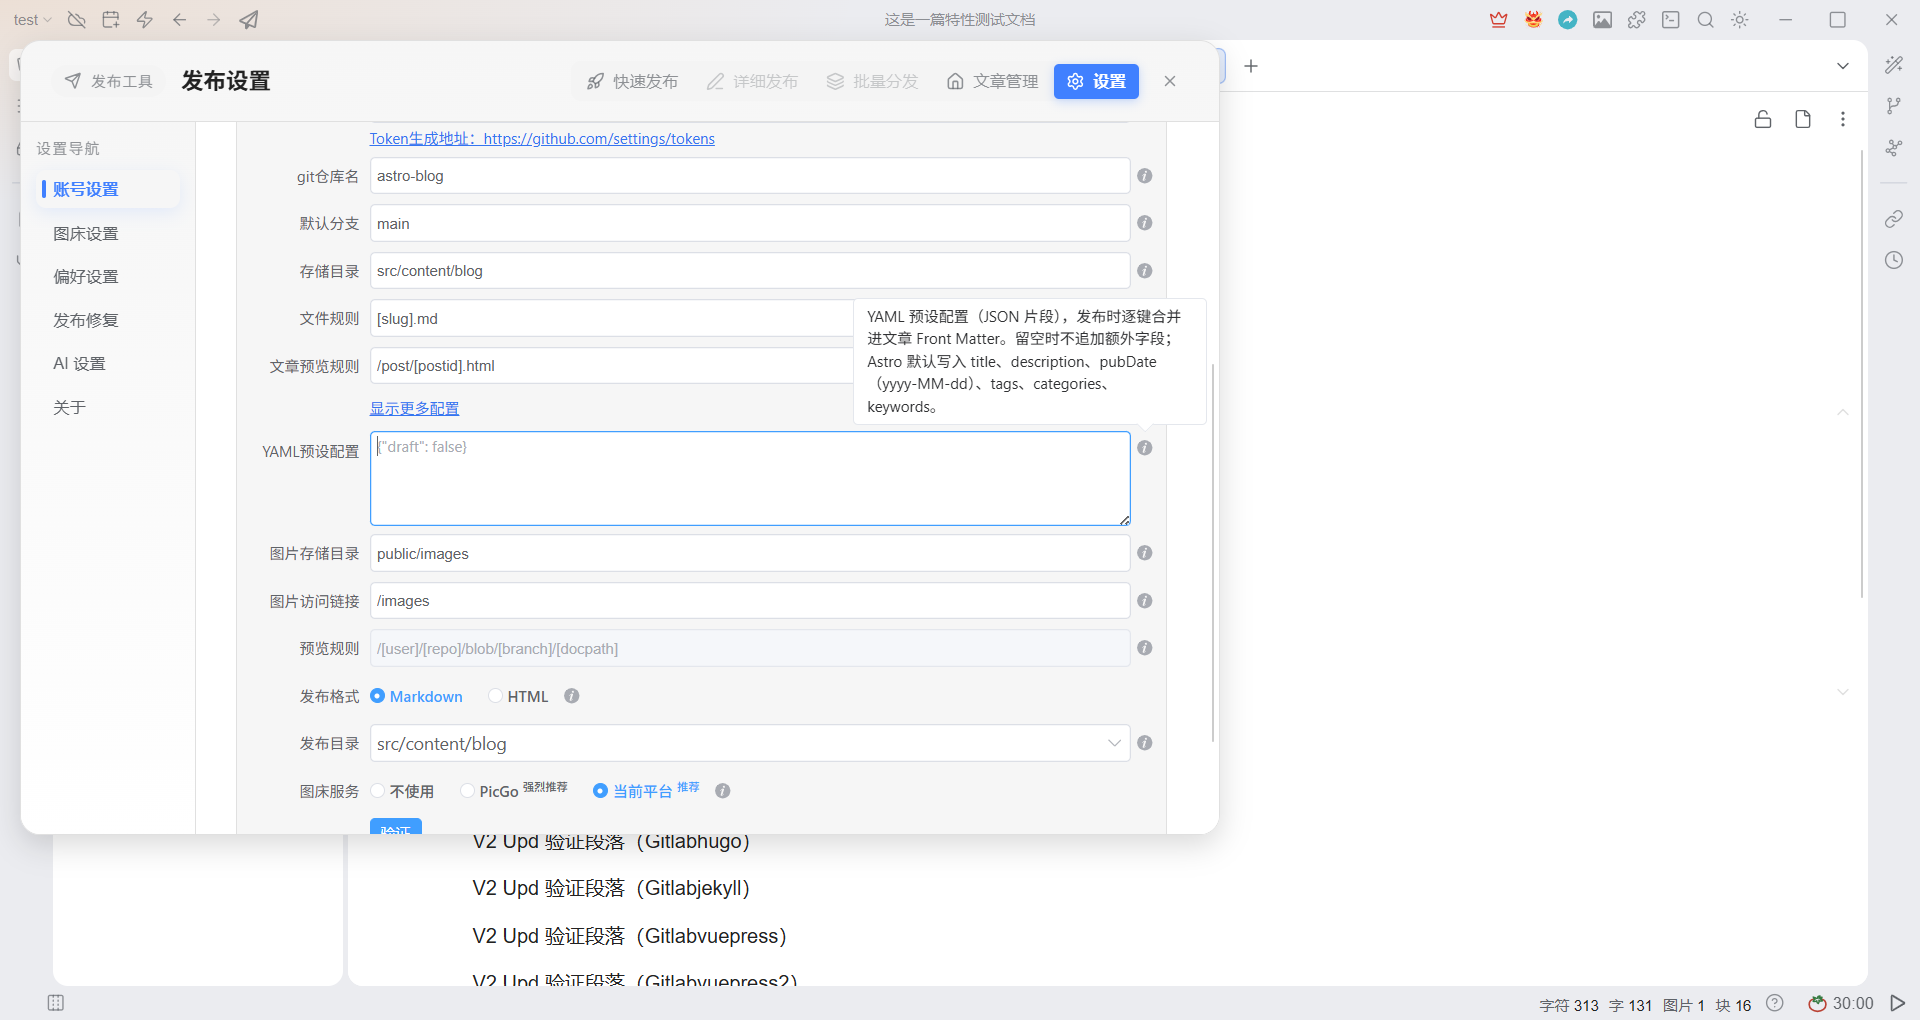 test
这是一篇特性测试文档
发布工具
发布设置
快速发布
详细发布
批量分发
文章管理
设置
设置导航
账号设置
图床设置
偏好设置
发布修复
AI 设置
关于
Token生成地址：https://github.com/settings/tokens
git仓库名 astro-blog
默认分支 main
存储目录 src/content/blog
文件规则 [slug].md
文章预览规则 /post/[postid].html
YAML 预设配置（JSON 片段），发布时逐键合并
进文章 Front Matter。留空时不追加额外字段；
Astro 默认写入 title、description、pubDate
（yyyy-MM-dd）、tags、categories、
keywords。
显示更多配置
YAML预设配置 {"draft": false}
图片存储目录 public/images
图片访问链接 /images
预览规则 /[user]/[repo]/blob/[branch]/[docpath]
发布格式 Markdown HTML
发布目录 src/content/blog
图床服务 不使用 PicGo 强烈推荐 当前平台 推荐
验证
V2 Upd 验证段落（Gitlabhugo）
V2 Upd 验证段落（Gitlabjekyll）
V2 Upd 验证段落（Gitlabvuepress）
V2 Upd 验证段落（Gitlabvuepress2）
字符 313 字 131 图片 1 块 16 30:00